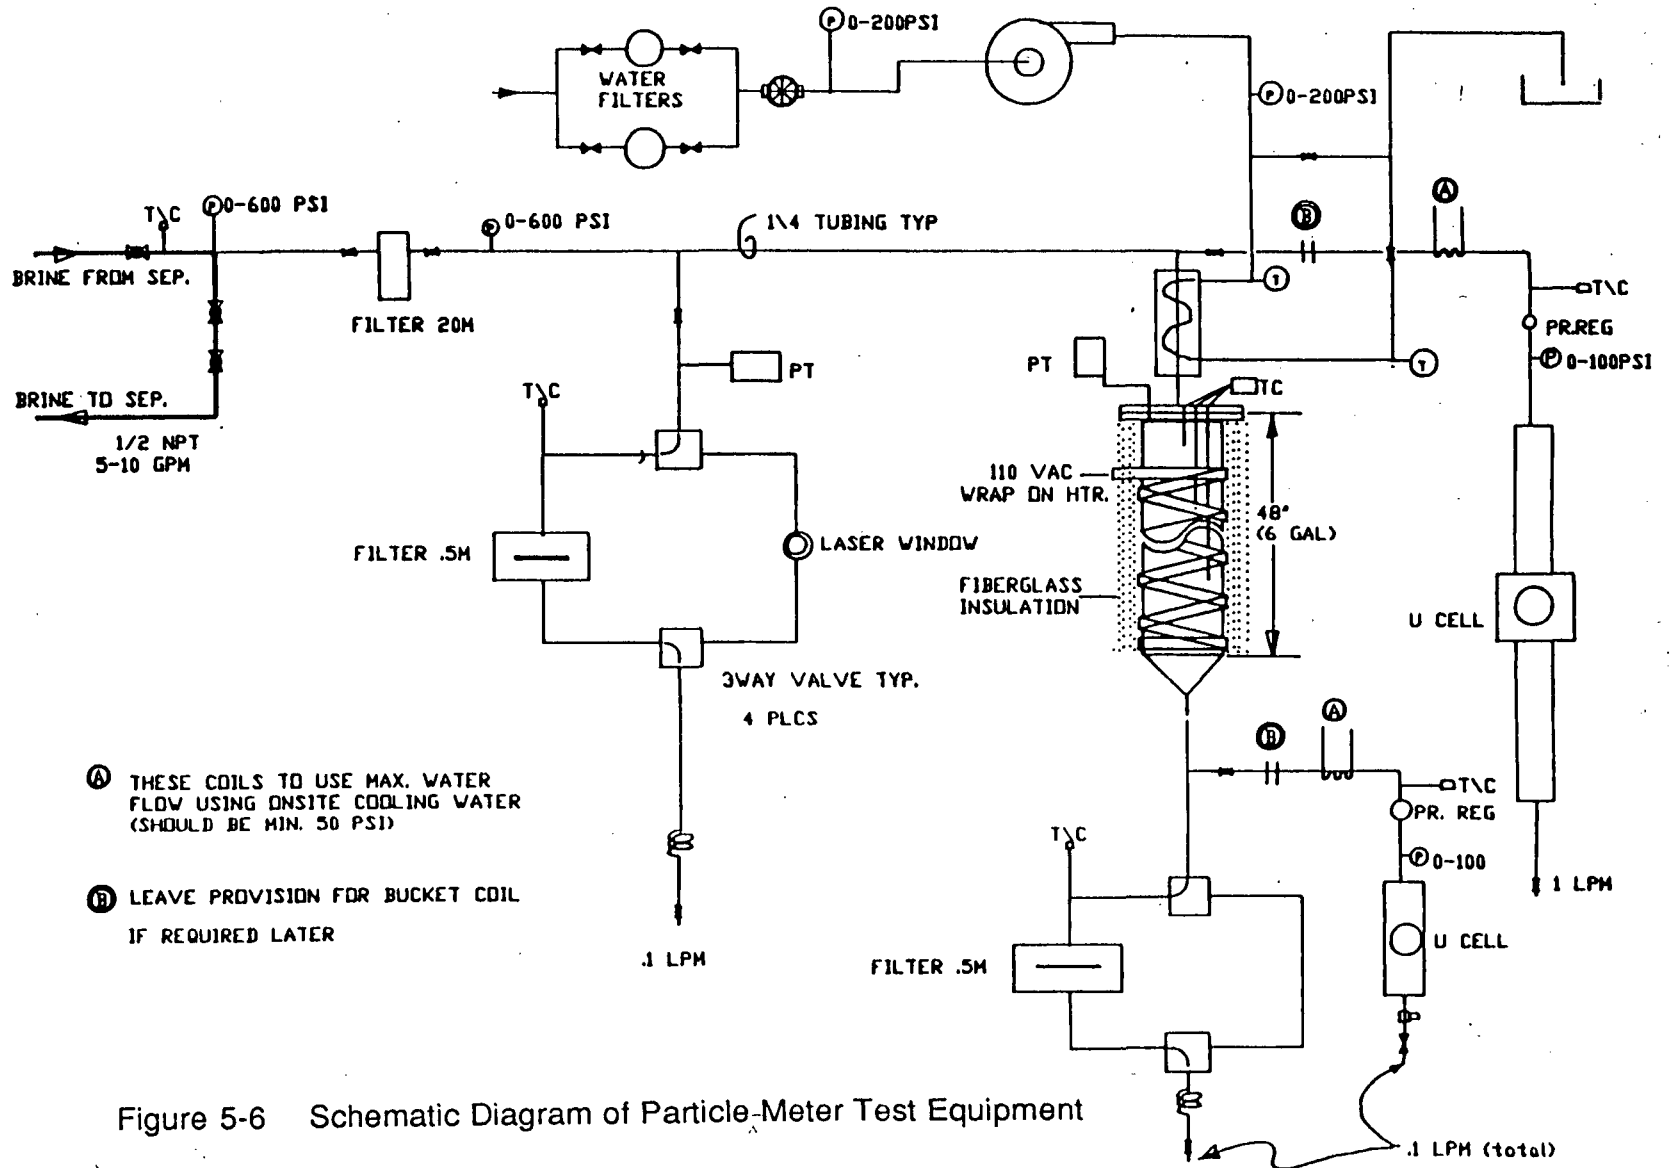 P 0-200PSI
WATER
FILTERS
P 0-200PSI
A
T\C
P 0-600 PSI
P 0-600 PSI
1\4 TUBING TYP
B
BRINE FROM SEP.
T
T\C
FILTER 20M
PR.REG
PT
PT
T
P 0-100PSI
T\C
TC
BRINE TO SEP.
1/2 NPT
5-10 GPM
110 VAC
WRAP ON HTR.
48"
(6 GAL)
FILTER .5M
LASER WINDOW
FIBERGLASS
INSULATION
U CELL
3WAY VALVE TYP.
4 PLCS
A
B
A THESE COILS TO USE MAX. WATER
FLOW USING ONSITE COOLING WATER
(SHOULD BE MIN. 50 PSI)
T\C
PR. REG
T\C
P 0-100
1 LPM
B LEAVE PROVISION FOR BUCKET COIL
IF REQUIRED LATER
U CELL
.1 LPM
FILTER .5M
Figure 5-6 Schematic Diagram of Particle-Meter Test Equipment
.1 LPM (total)